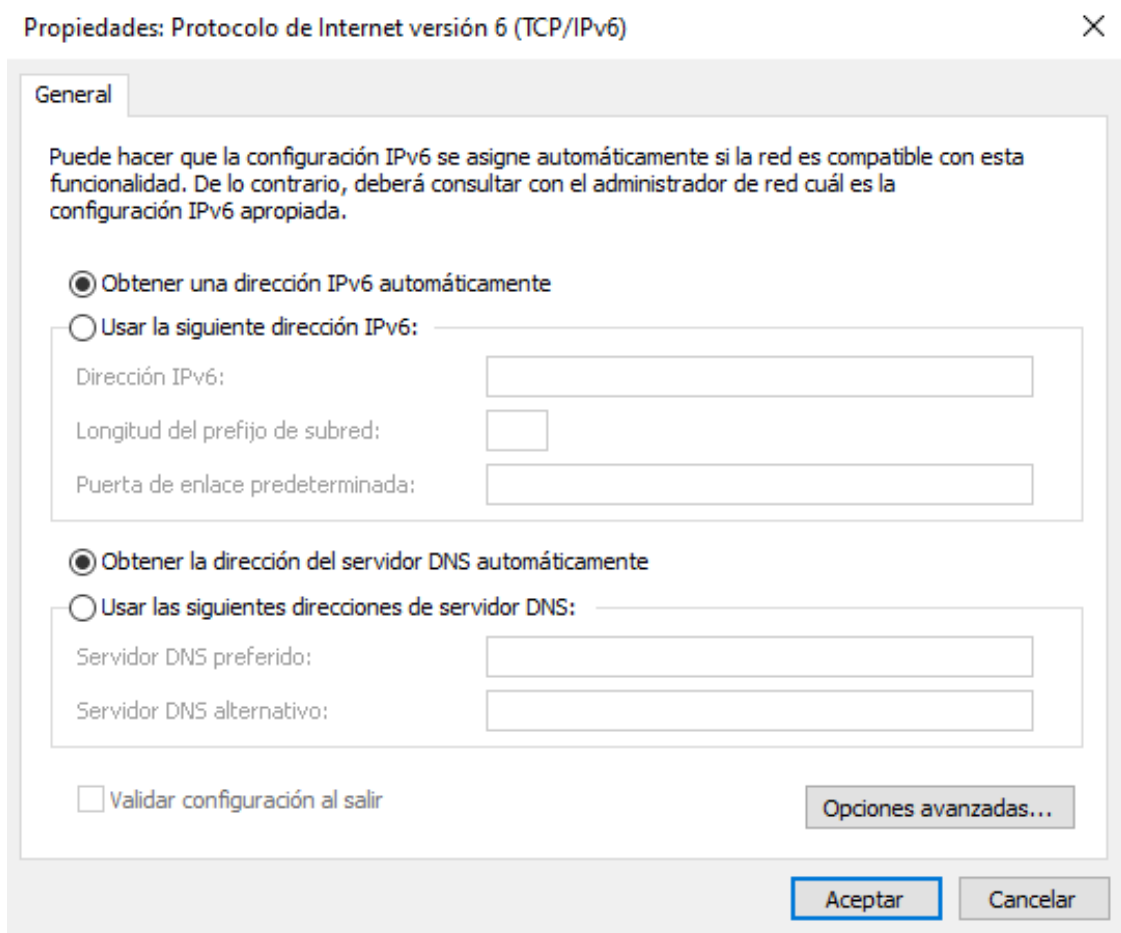 Propiedades: Protocolo de Internet versión 6 (TCP/IPv6)
General
Puede hacer que la configuración IPv6 se asigne automáticamente si la red es compatible con esta
funcionalidad. De lo contrario, deberá consultar con el administrador de red cuál es la
configuración IPv6 apropiada.
Obtener una dirección IPv6 automáticamente
Usar la siguiente dirección IPv6:
Dirección IPv6:
Longitud del prefijo de subred:
Puerta de enlace predeterminada:
Obtener la dirección del servidor DNS automáticamente
Usar las siguientes direcciones de servidor DNS:
Servidor DNS preferido:
Servidor DNS alternativo:
Validar configuración al salir
Opciones avanzadas...
Aceptar Cancelar